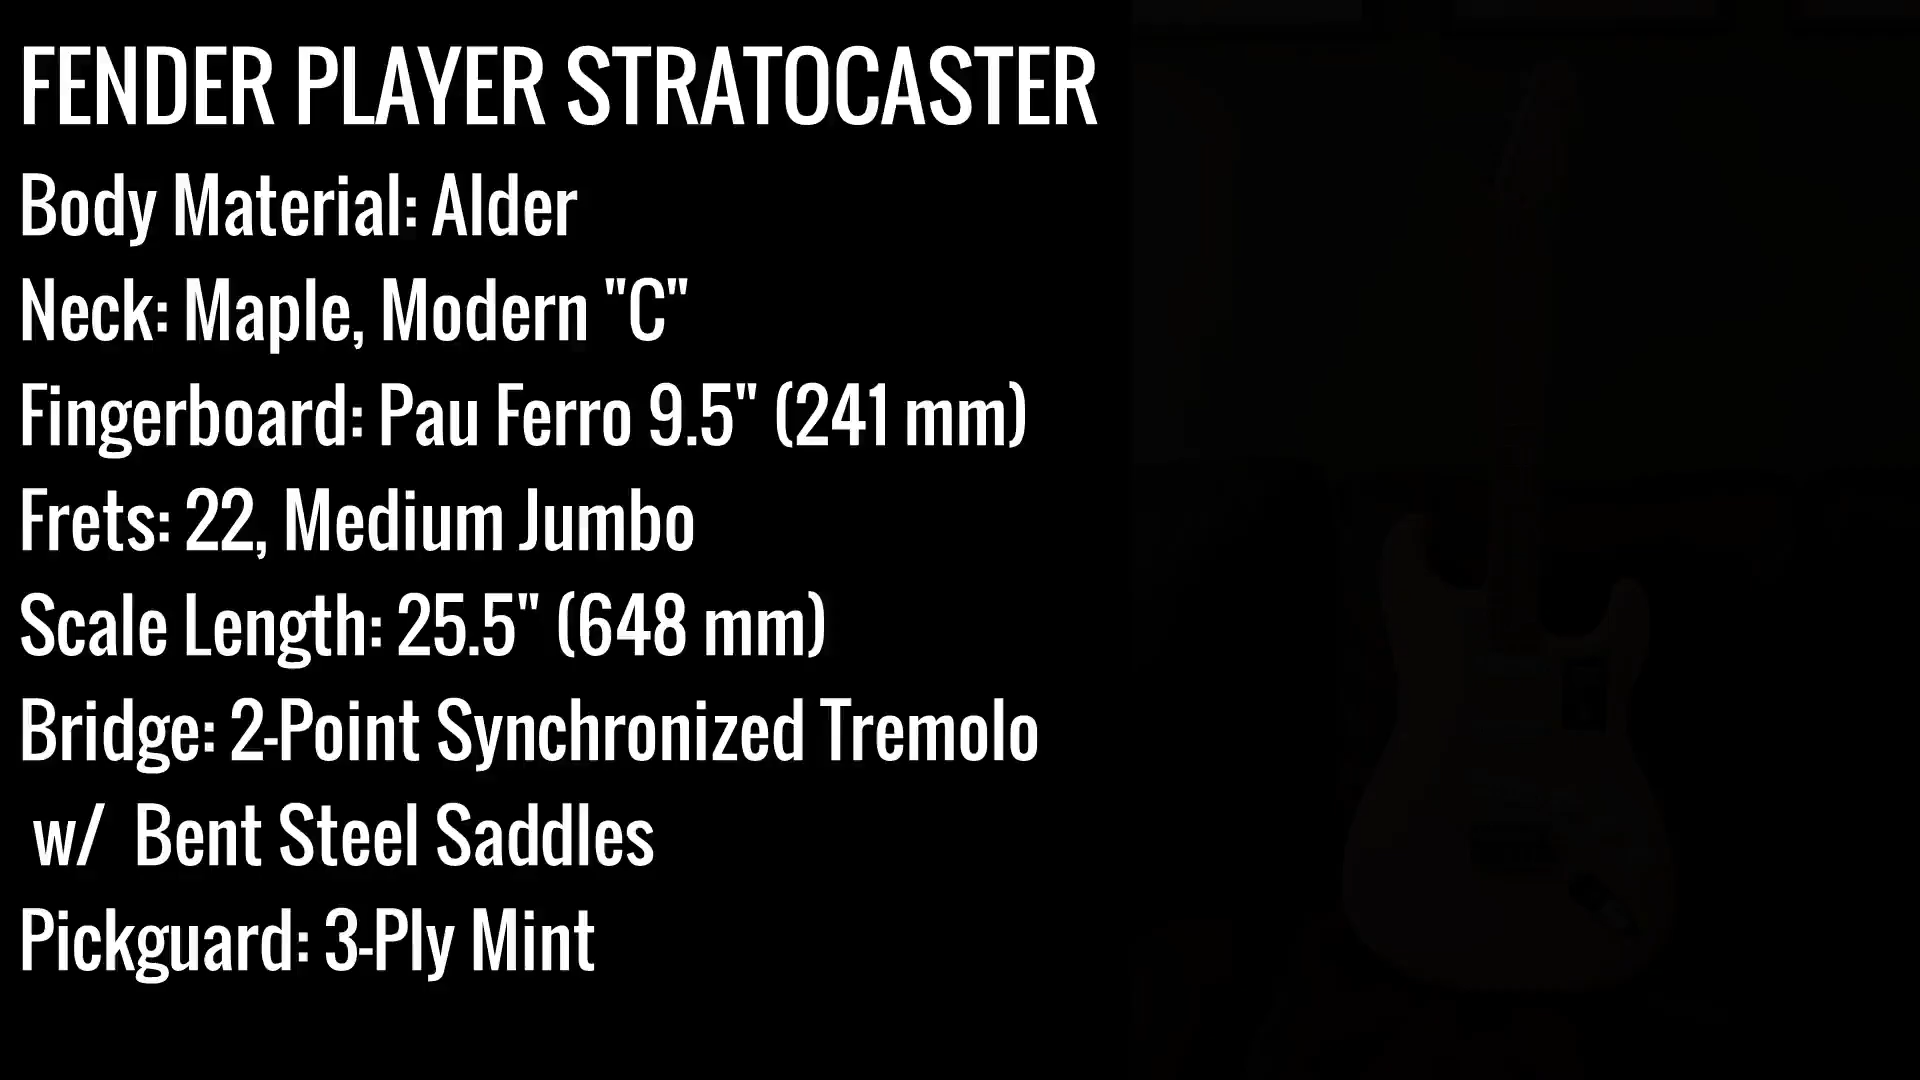 FENDER PLAYER STRATOCASTER
Body Material: Alder
Neck: Maple, Modern "C"
Fingerboard: Pau Ferro 9.5" (241 mm)
Frets: 22, Medium Jumbo
Scale Length: 25.5" (648 mm)
Bridge: 2-Point Synchronized Tremolo
w/ Bent Steel Saddles
Pickguard: 3-Ply Mint